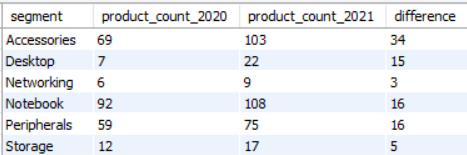 segment product_count_2020 product_count_2021 difference
Accessories 69 103 34
Desktop 7 22 15
Networking 6 9 3
Notebook 92 108 16
Peripherals 59 75 16
Storage 12 17 5